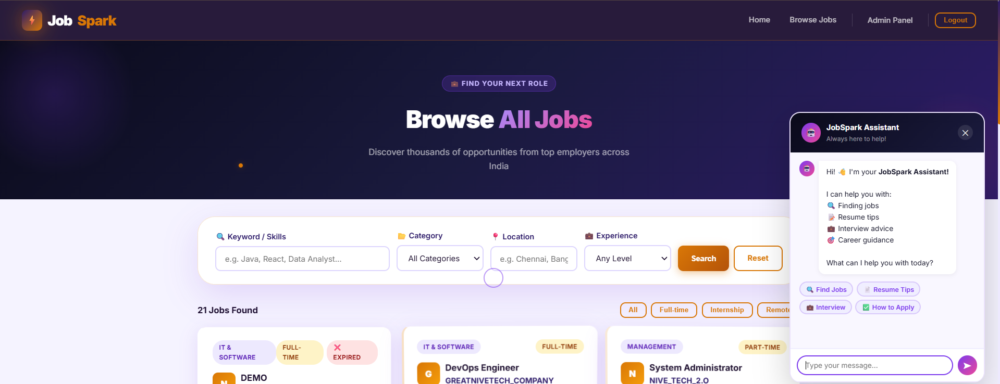 Job Spark
Home
Browse Jobs
Admin Panel
Logout
FIND YOUR NEXT ROLE
Browse All Jobs
Discover thousands of opportunities from top employers across
India
Keyword / Skills
Category
Location
Experience
e.g. Java, React, Data Analyst...
All Categories
e.g. Chennai, Bang
Any Level
Search
Reset
21 Jobs Found
All
Full-time
Internship
Remote
IT &
SOFTWARE
FULL-
TIME
EXPIRED
N
DEMO
IT & SOFTWARE
FULL-TIME
G
DevOps Engineer
GREATNIVETECH_COMPANY
MANAGEMENT
PART-TIME
N
System Administrator
NIVE_TECH_2.O
JobSpark Assistant
Always here to help!
Hi! 👋 I'm your JobSpark Assistant!
I can help you with:
🔍 Finding jobs
📝 Resume tips
💼 Interview advice
🎯 Career guidance
What can I help you with today?
🔍 Find Jobs
📄 Resume Tips
💼 Interview
✅ How to Apply
Type your message...